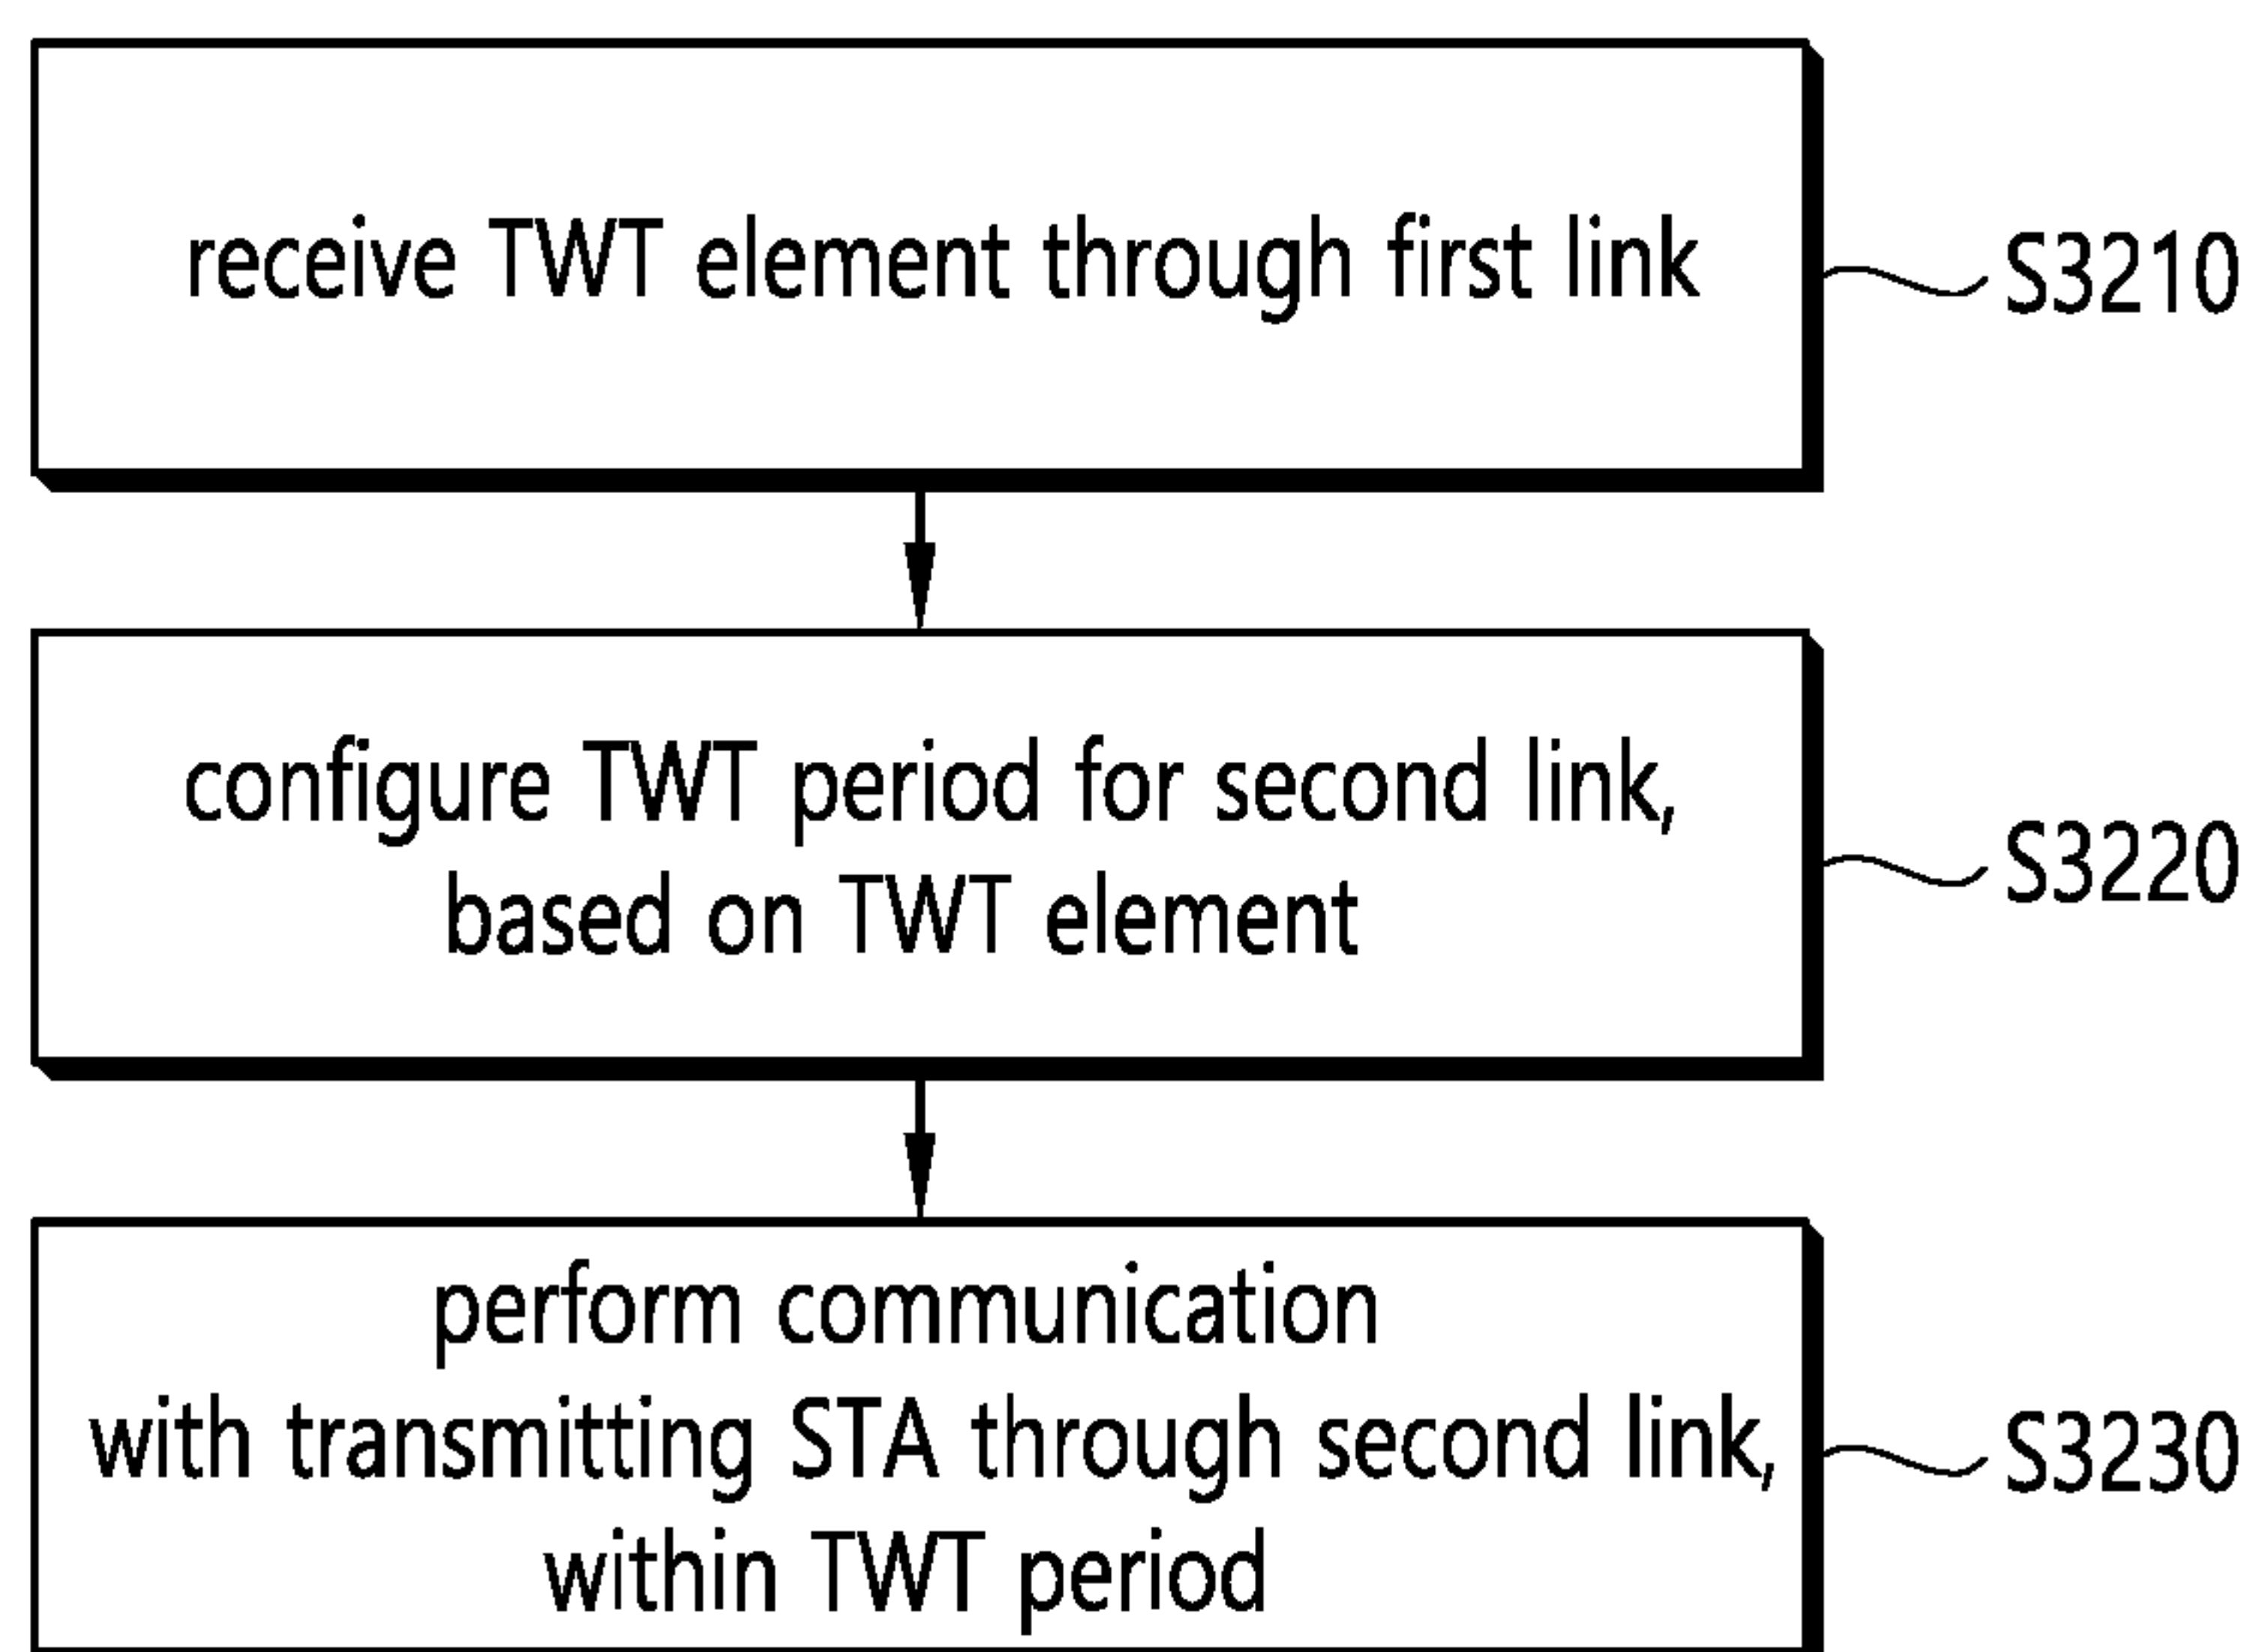 receive TWT element through first link
S3210
configure TWT period for second link,
based on TWT element
S3220
perform communication
with transmitting STA through second link,
within TWT period
S3230